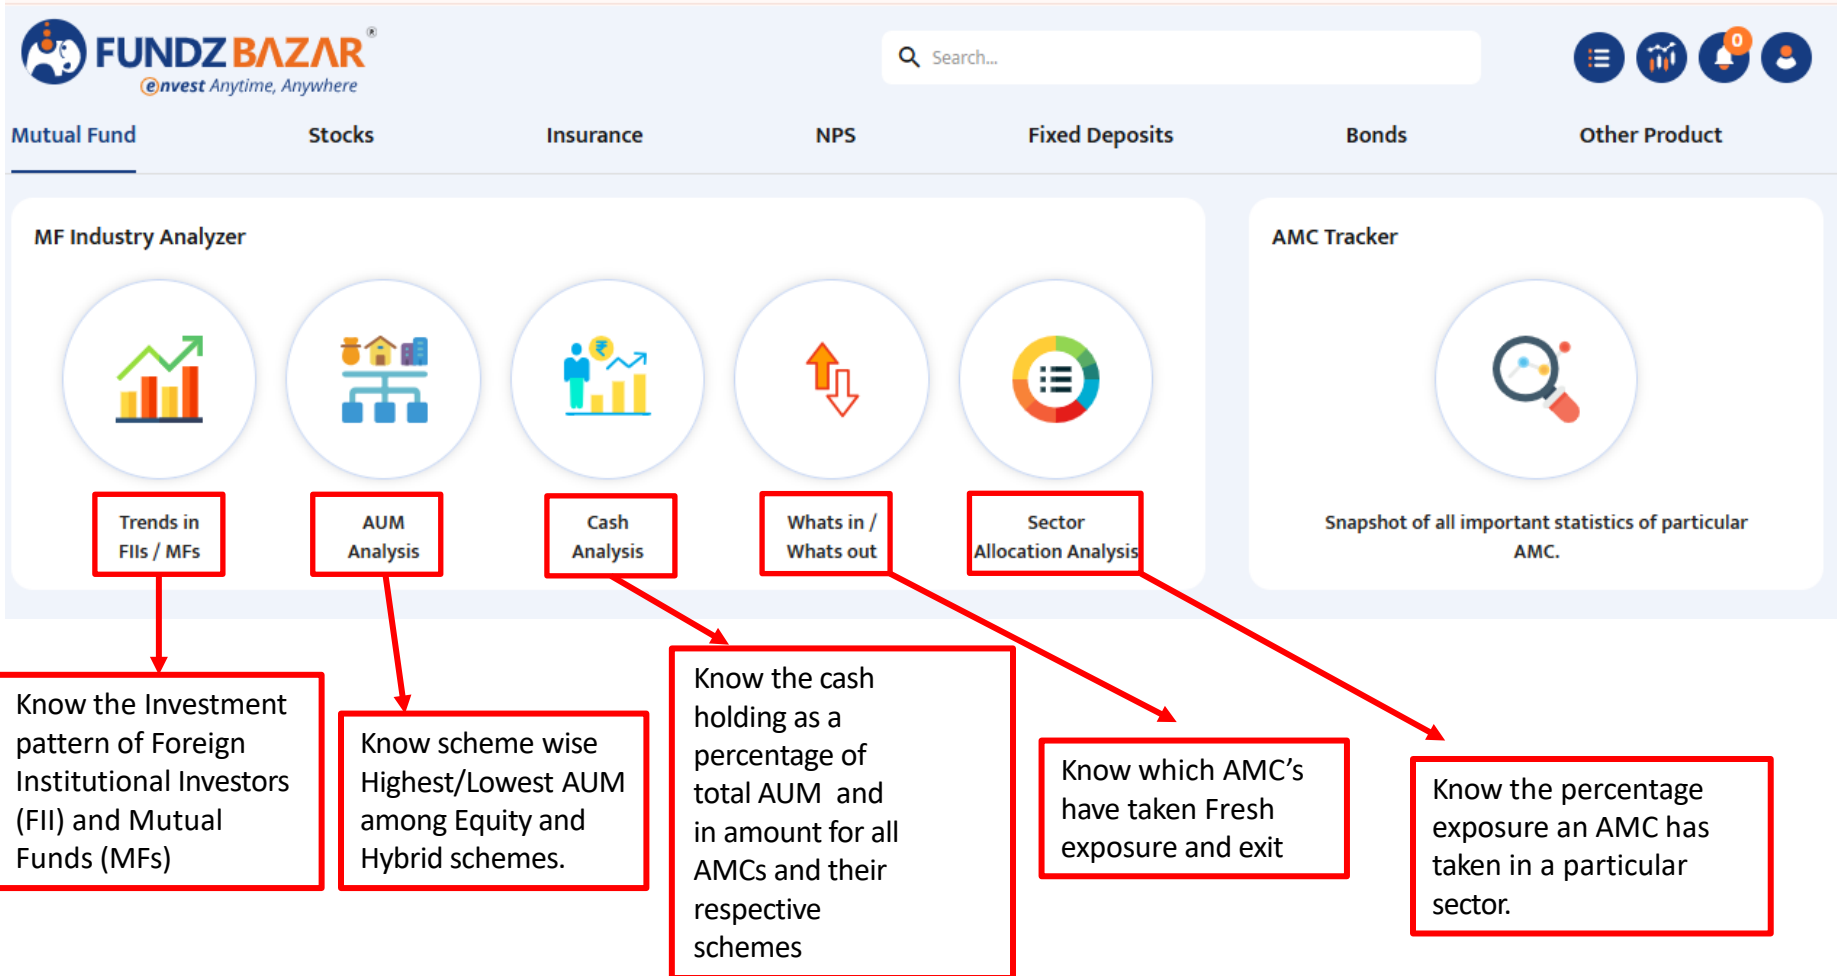 FUNDZ BAZAR®
envest Anytime, Anywhere
Search...
0
Mutual Fund
Stocks
Insurance
NPS
Fixed Deposits
Bonds
Other Product
MF Industry Analyzer
Trends in
FIIs / MFs
AUM
Analysis
Cash
Analysis
Whats in /
Whats out
Sector
Allocation Analysis
AMC Tracker
Snapshot of all important statistics of particular
AMC.
Know the Investment
pattern of Foreign
Institutional Investors
(FII) and Mutual
Funds (MFs)
Know scheme wise
Highest/Lowest AUM
among Equity and
Hybrid schemes.
Know the cash
holding as a
percentage of
total AUM and
in amount for all
AMCs and their
respective
schemes
Know which AMC’s
have taken Fresh
exposure and exit
Know the percentage
exposure an AMC has
taken in a particular
sector.